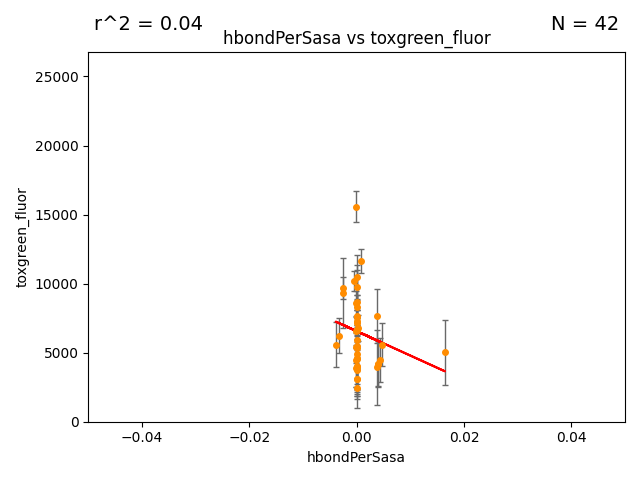 r^2 = 0.04
N = 42
hbondPerSasa vs toxgreen_fluor
toxgreen_fluor
25000
20000
15000
10000
5000
0
−0.04
−0.02
0.00
0.02
0.04
hbondPerSasa